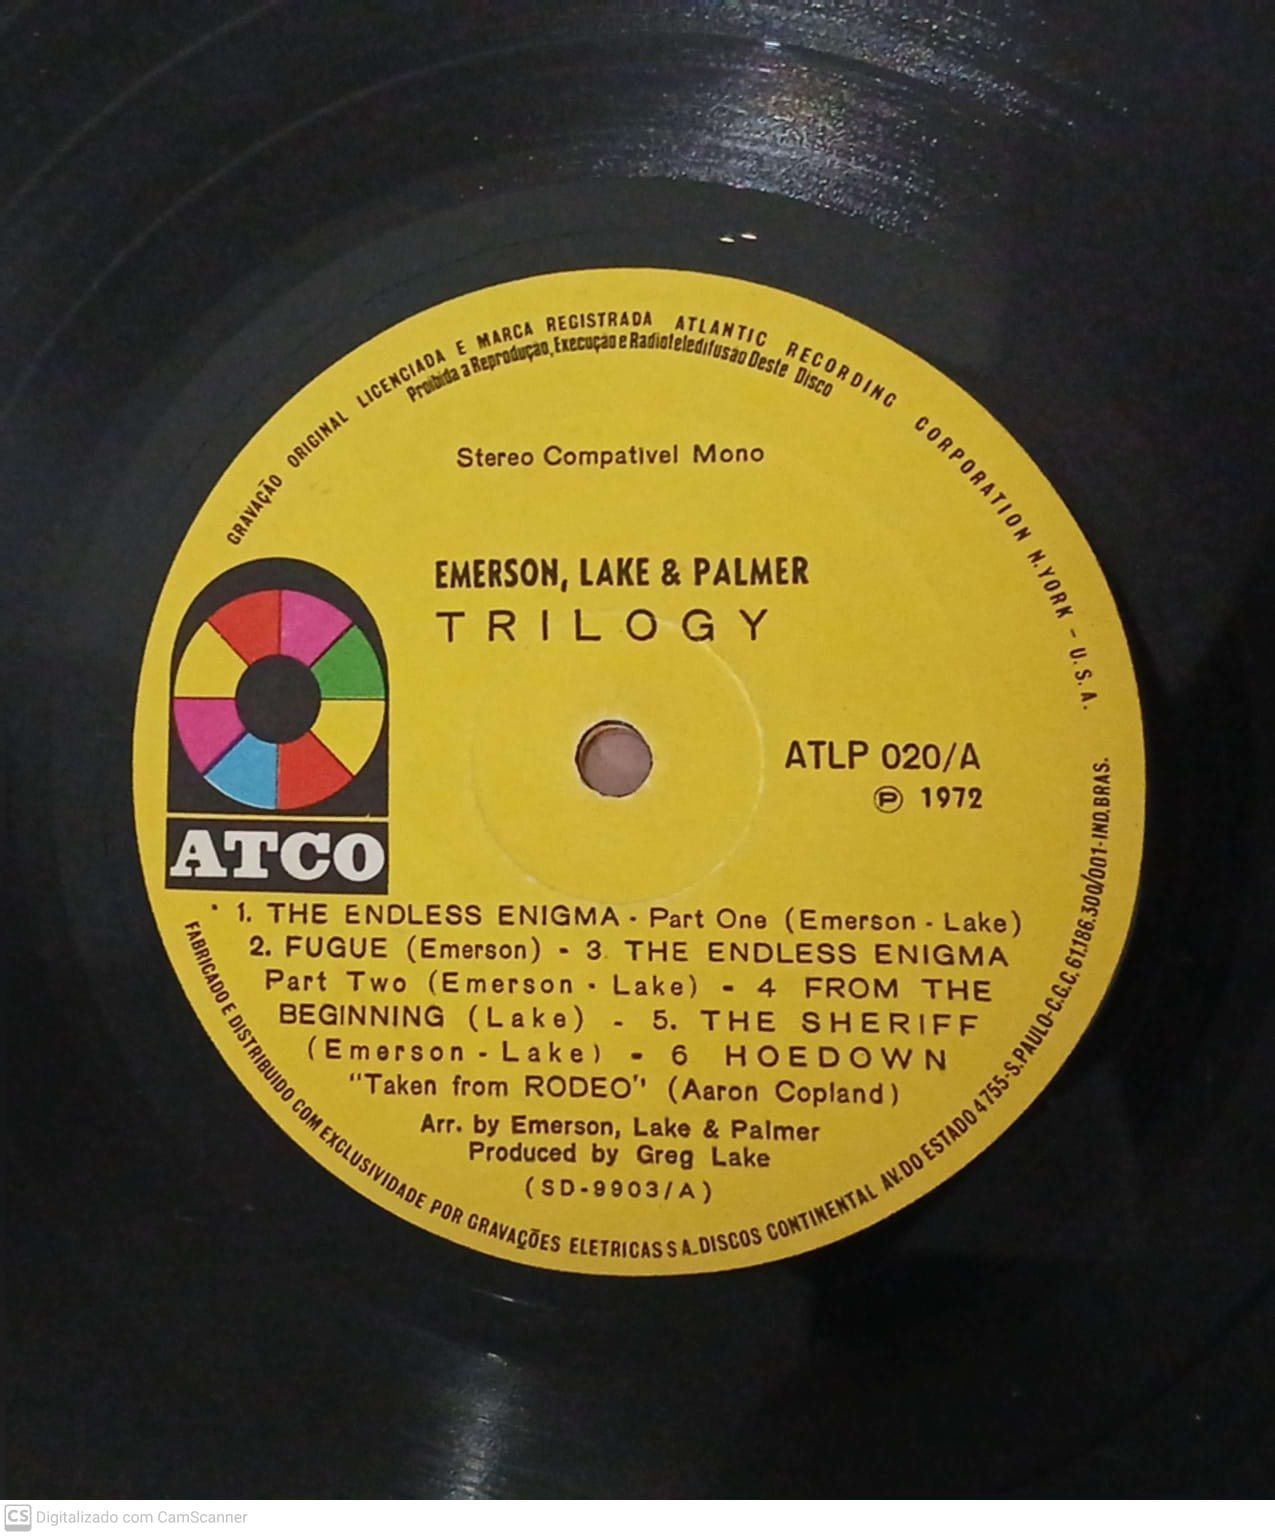 GRAVAÇÃO ORIGINAL LICENCIADA E MARCA REGISTRADA ATLANTIC RECORDING CORPORATION N.YORK - U.S.A.
Proibida a Reprodução, Execução e Radioteledifusão Deste Disco
Stereo Compativel Mono
EMERSON, LAKE & PALMER
TRILOGY
ATLP 020/A
Ⓟ 1972
ATCO
1. THE ENDLESS ENIGMA - Part One (Emerson - Lake)
2. FUGUE (Emerson) - 3. THE ENDLESS ENIGMA
Part Two (Emerson - Lake) - 4 FROM THE
BEGINNING (Lake) - 5. THE SHERIFF
(Emerson - Lake) - 6 HOEDOWN
"Taken from RODEO" (Aaron Copland)
Arr. by Emerson, Lake & Palmer
Produced by Greg Lake
(SD-9903/A)
FABRICADO E DISTRIBUIDO COM EXCLUSIVIDADE POR GRAVAÇÕES ELETRICAS S A._DISCOS CONTINENTAL AV.DO ESTADO 4755-S.PAULO-C.G.C. 61.186.300/001-IND.BRAS.
CS Digitalizado com CamScanner